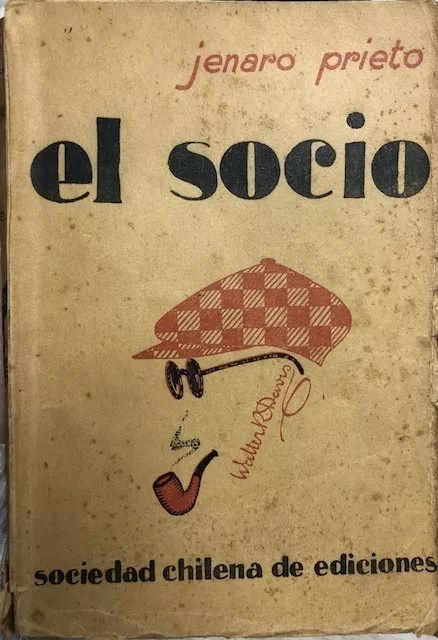 jenaro prieto
el socio
Walter R Davis
sociedad chilena de ediciones